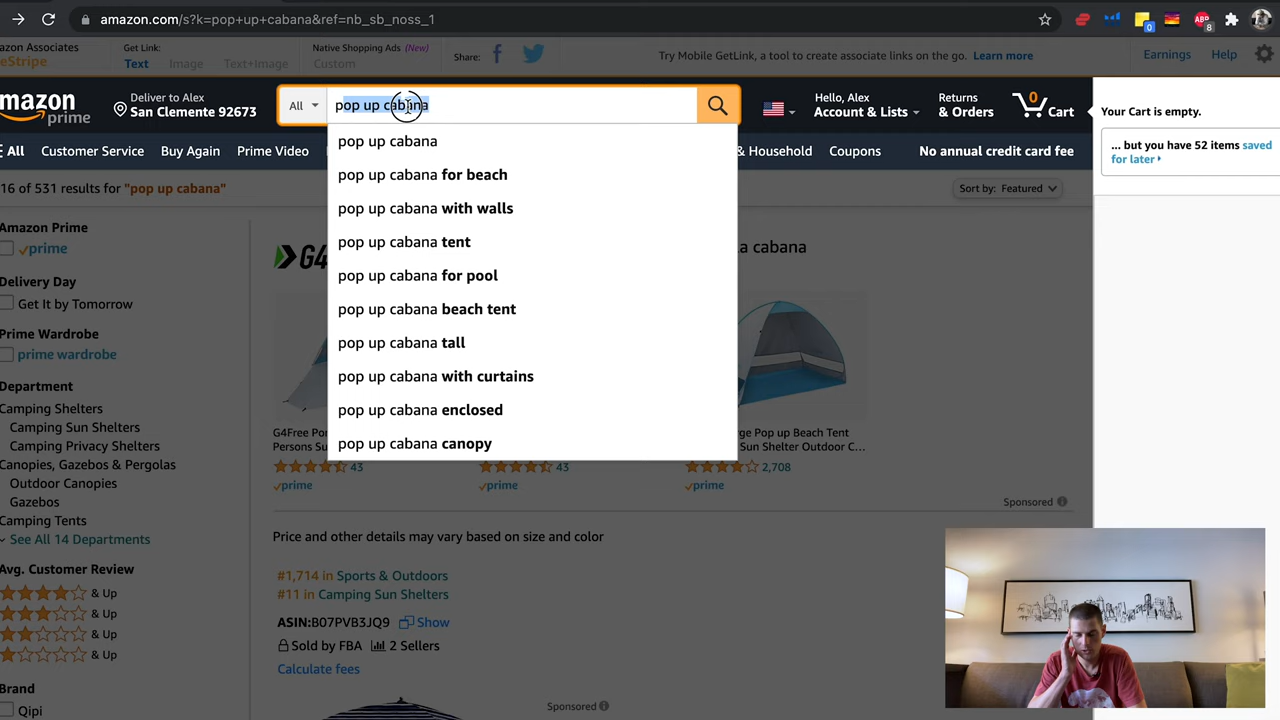 amazon.com/s?k=pop+up+cabana&ref=nb_sb_noss_1
0
ABP
8
azon Associates
eStripe
Get Link:
Text Image Text+Image
Native Shopping Ads (New)
Custom
Share:
Try Mobile GetLink, a tool to create associate links on the go. Learn more
Earnings Help
mazon
prime
Deliver to Alex
San Clemente 92673
All
pop up cabana
Hello, Alex
Account & Lists
Returns
& Orders
0
Cart
Your Cart is empty.
... but you have 52 items saved
for later
All Customer Service Buy Again Prime Video
& Household Coupons
No annual credit card fee
16 of 531 results for "pop up cabana"
Sort by: Featured
pop up cabana
pop up cabana for beach
pop up cabana with walls
pop up cabana tent
pop up cabana for pool
pop up cabana beach tent
pop up cabana tall
pop up cabana with curtains
pop up cabana enclosed
pop up cabana canopy
Amazon Prime
prime
Delivery Day
Get It by Tomorrow
Prime Wardrobe
prime wardrobe
Department
Camping Shelters
Camping Sun Shelters
Camping Privacy Shelters
Canopies, Gazebos & Pergolas
Outdoor Canopies
Gazebos
Camping Tents
See All 14 Departments
Avg. Customer Review
& Up
& Up
& Up
& Up
Brand
Qipi
G4
a cabana
G4Free Po
Persons Su
rge Pop up Beach Tent
Sun Shelter Outdoor C...
43
43
2,708
prime
prime
prime
Sponsored
Price and other details may vary based on size and color
#1,714 in Sports & Outdoors
#11 in Camping Sun Shelters
ASIN:B07PVB3JQ9 Show
Sold by FBA 2 Sellers
Calculate fees
Sponsored